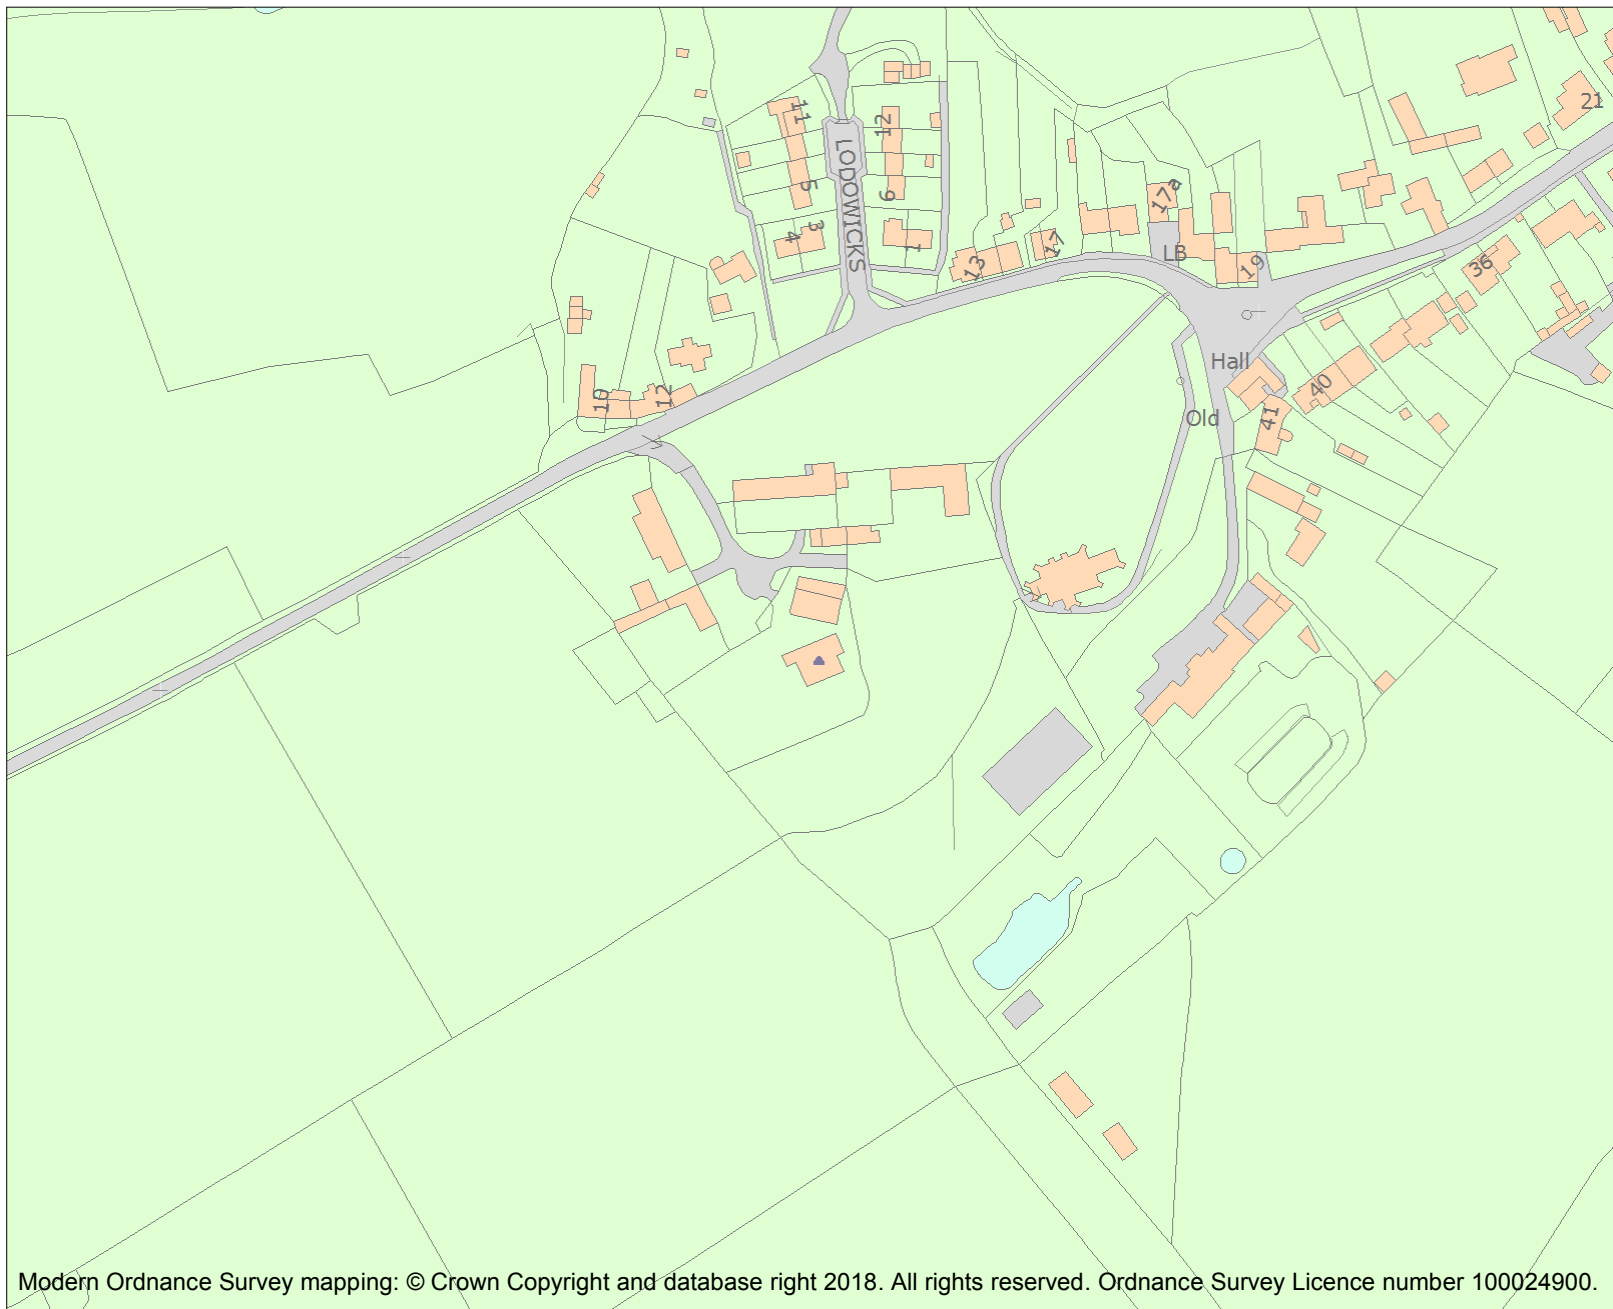 21
11
12
LODOWICKS
17a
5
6
3
4
1
17
LB
13
19
36
Hall
40
10
12
Old
41
Modern Ordnance Survey mapping: © Crown Copyright and database right 2018. All rights reserved. Ordnance Survey Licence number 100024900.